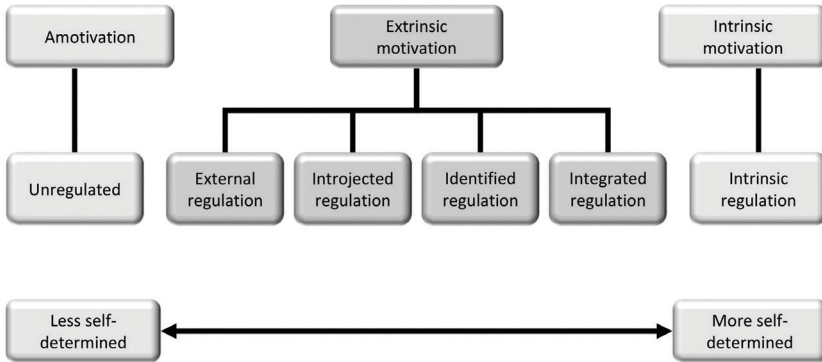 Amotivation
Extrinsic
motivation
Intrinsic
motivation
Unregulated
External
regulation
Introjected
regulation
Identified
regulation
Integrated
regulation
Intrinsic
regulation
Less self-
determined
More self-
determined